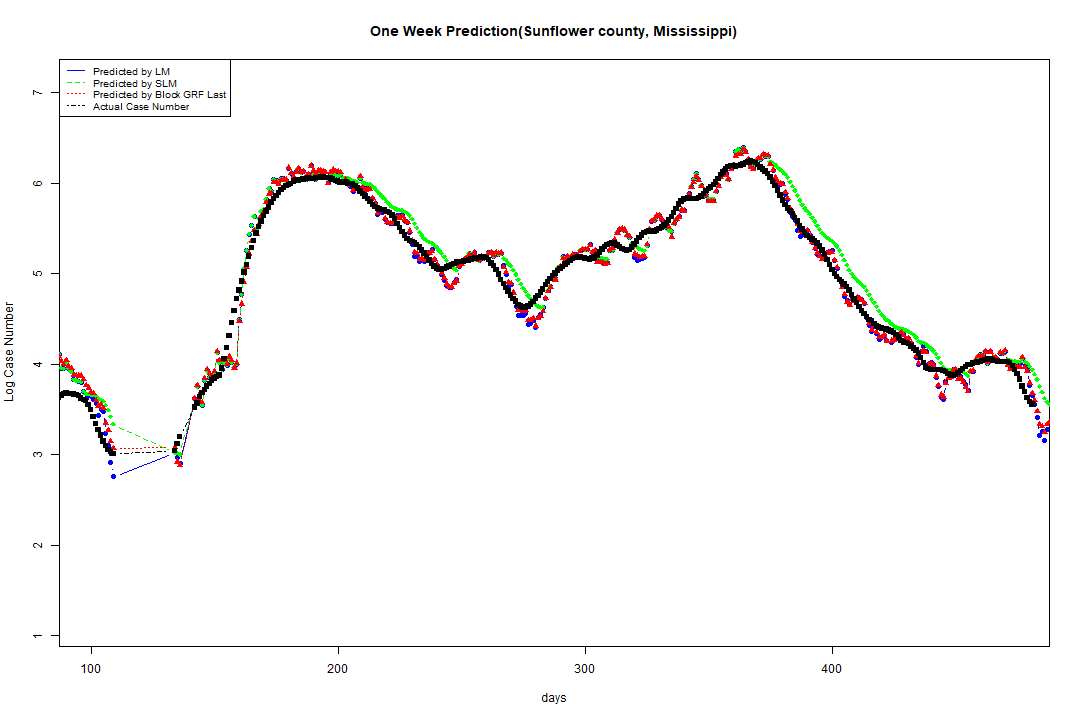 One Week Prediction(Sunflower county, Mississippi)
Predicted by LM
Predicted by SLM
Predicted by Block GRF Last
Actual Case Number
7
6
5
4
3
2
1
Log Case Number
100 200 300 400
days